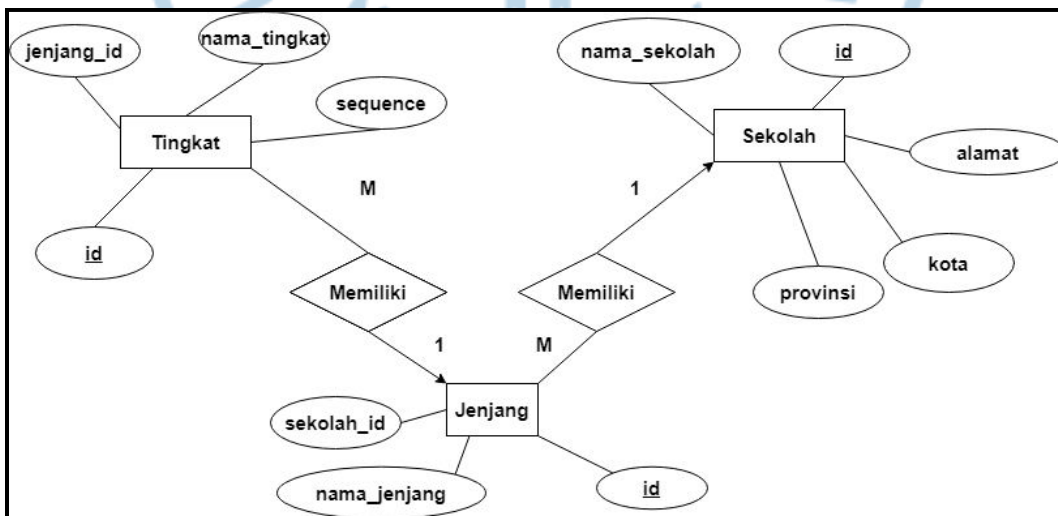 nama_tingkat
jenjang_id
sequence
Tingkat
id
M
Memiliki
1
nama_sekolah
id
Sekolah
alamat
kota
provinsi
1
Memiliki
M
Jenjang
sekolah_id
nama_jenjang
id